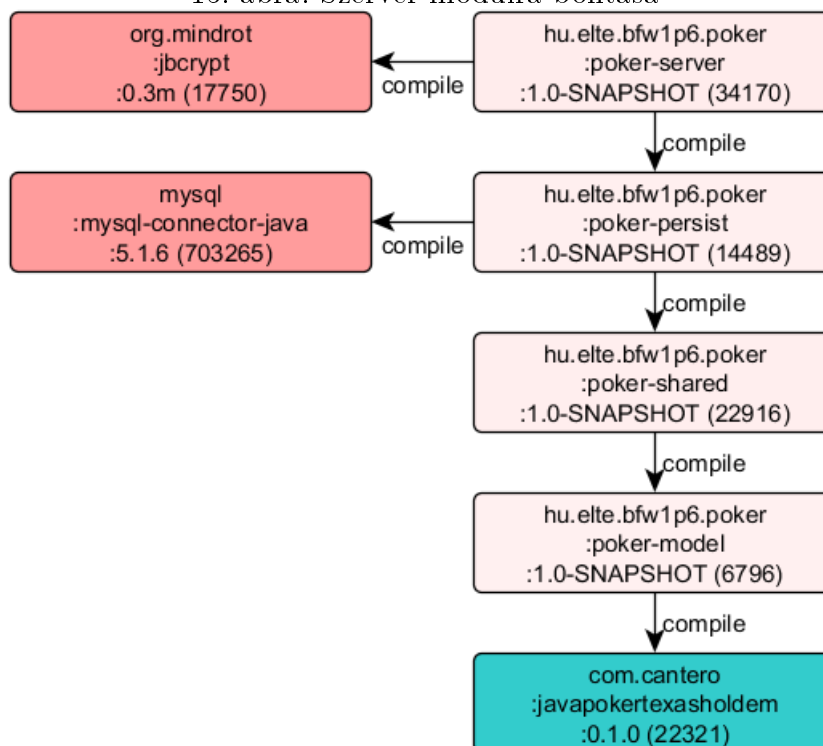 org.mindrot
:jbcrypt
:0.3m (17750)
compile
hu.elte.bfw1p6.poker
:poker-server
:1.0-SNAPSHOT (34170)
compile
mysql
:mysql-connector-java
:5.1.6 (703265)
compile
hu.elte.bfw1p6.poker
:poker-persist
:1.0-SNAPSHOT (14489)
compile
hu.elte.bfw1p6.poker
:poker-shared
:1.0-SNAPSHOT (22916)
compile
hu.elte.bfw1p6.poker
:poker-model
:1.0-SNAPSHOT (6796)
compile
com.cantero
:javapokertexasholdem
:0.1.0 (22321)